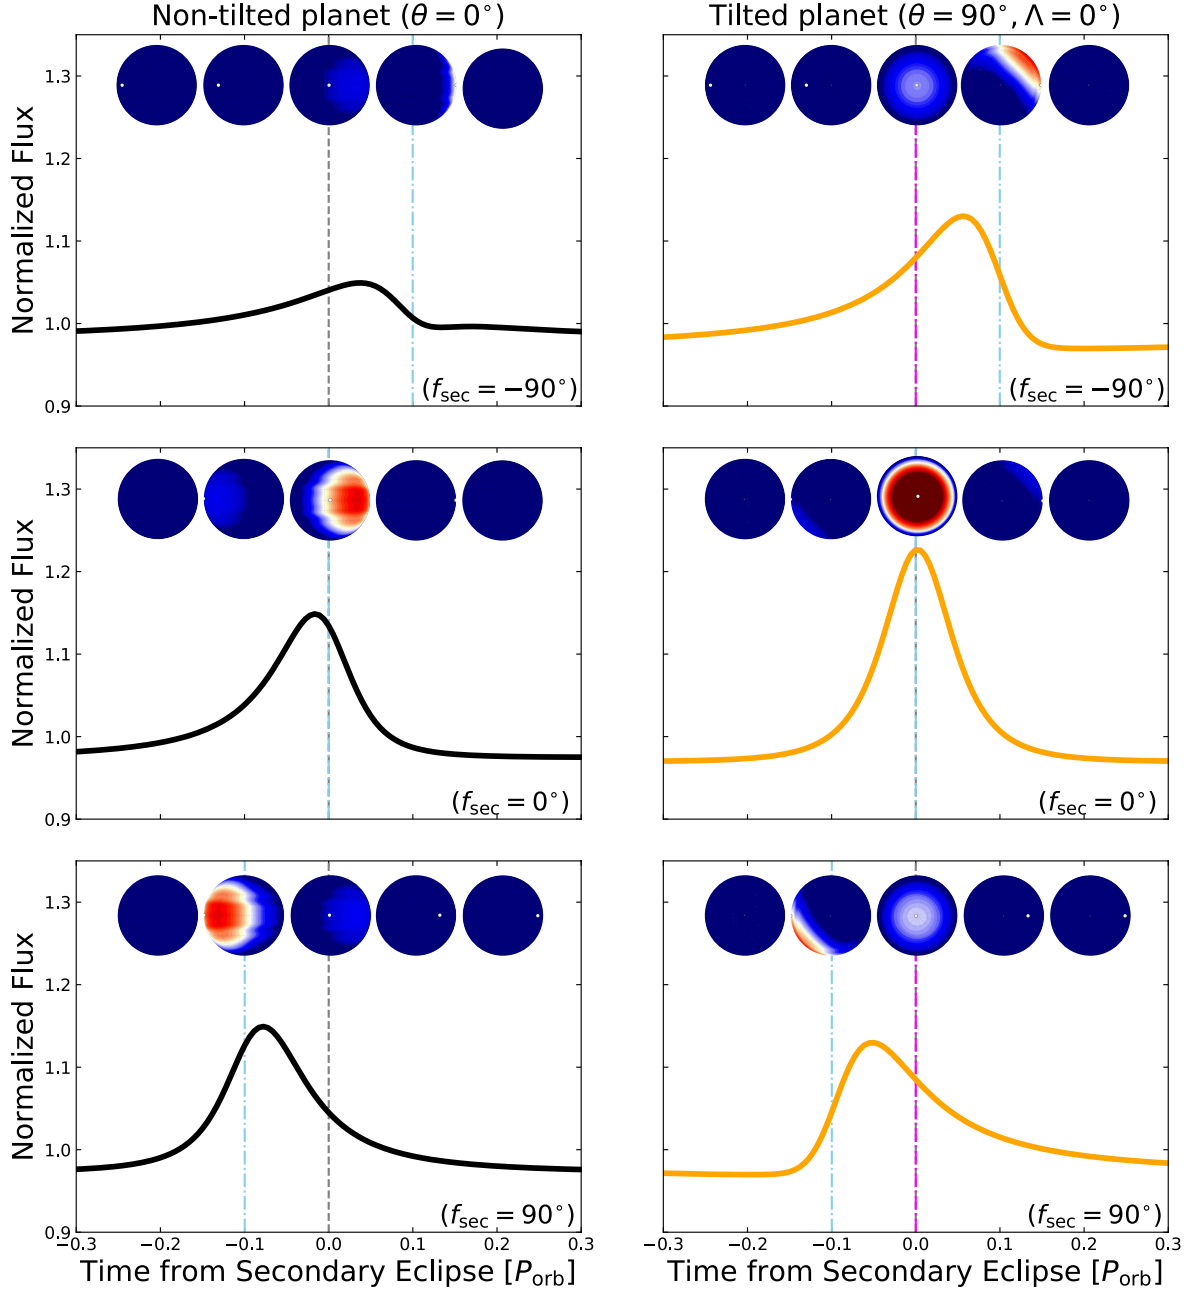 Non-tilted planet (θ = 0°)
Tilted planet (θ = 90°, Λ = 0°)
Normalized Flux
1.3
1.2
1.1
1.0
0.9
(f_sec = −90°)
(f_sec = −90°)
Normalized Flux
1.3
1.2
1.1
1.0
0.9
(f_sec = 0°)
(f_sec = 0°)
Normalized Flux
1.3
1.2
1.1
1.0
0.9
(f_sec = 90°)
(f_sec = 90°)
−0.3 −0.2 −0.1 0.0 0.1 0.2 0.3
−0.3 −0.2 −0.1 0.0 0.1 0.2 0.3
Time from Secondary Eclipse [P_orb]
Time from Secondary Eclipse [P_orb]